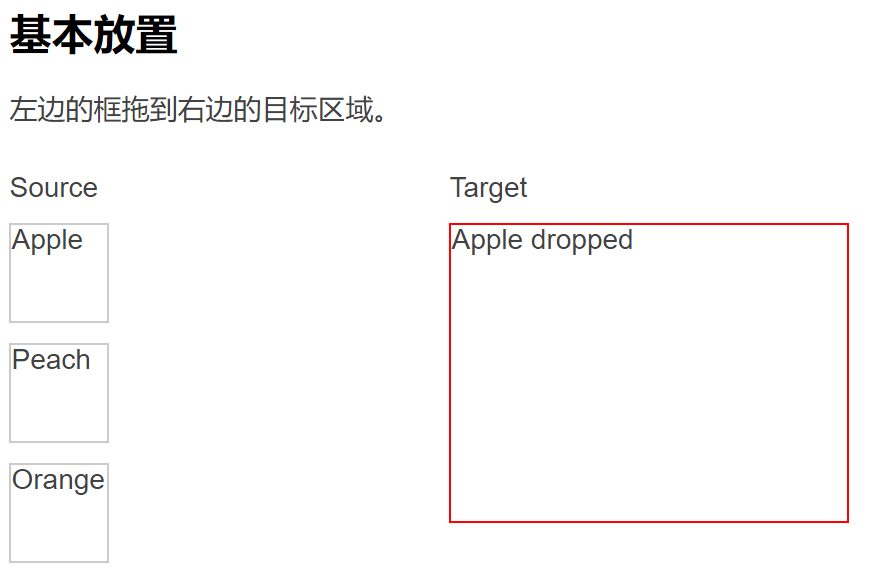 基本放置
左边的框拖到右边的目标区域。
Source
Target
Apple
Apple dropped
Peach
Orange